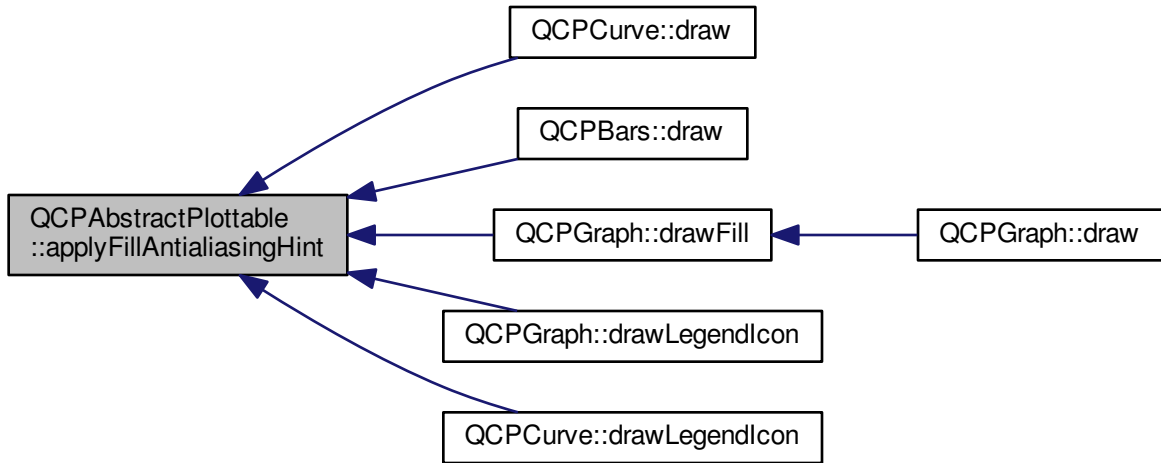 QCPCurve::draw
QCPBars::draw
QCPAbstractPlottable
::applyFillAntialiasingHint
QCPGraph::drawFill
QCPGraph::draw
QCPGraph::drawLegendIcon
QCPCurve::drawLegendIcon